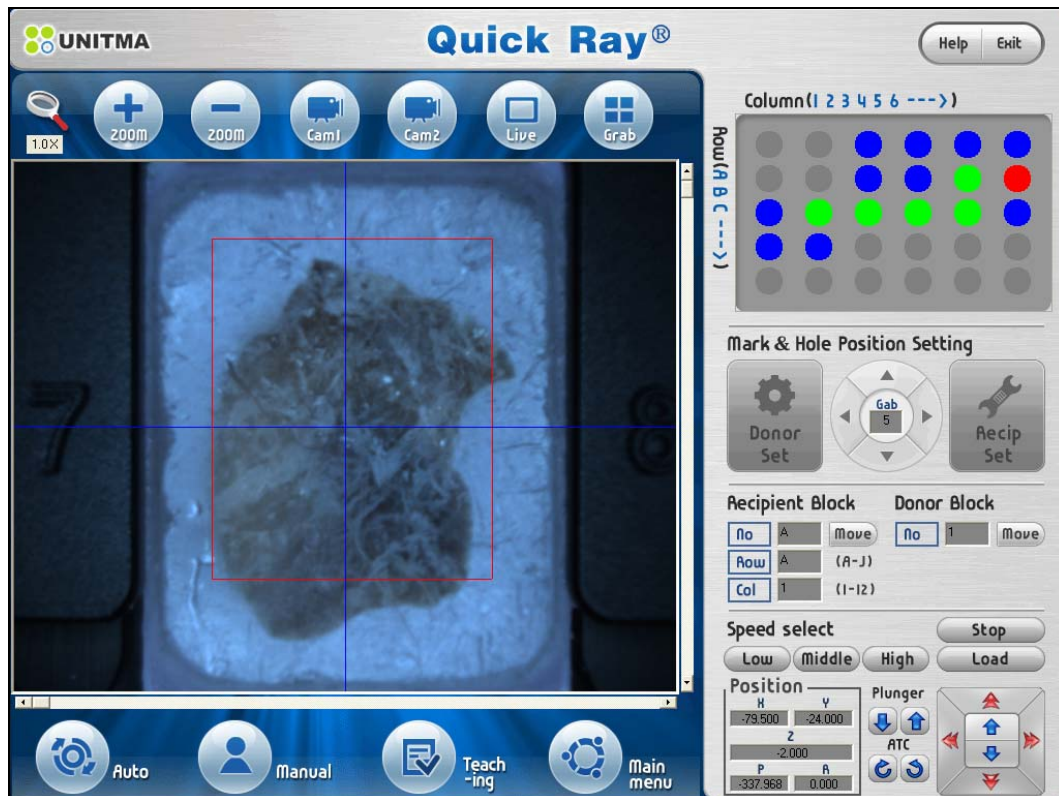 UNITMA
Quick Ray®
Help Exit
1.0X
ZOOM
ZOOM
Cam1
Cam2
Live
Grab
Column(1 2 3 4 5 6 --->)
Row(A B C --->)
7
8
Mark & Hole Position Setting
Donor Set
Gab
5
Recip Set
Recipient Block
No A Move
Row A (A-J)
Col 1 (1-12)
Donor Block
No 1 Move
Speed select
Stop
Low Middle High
Load
Position
X Y
-79.500 -24.000
Z
-2.000
P R
-337.968 0.000
Plunger
ATC
Auto
Manual
Teach
-ing
Main
menu